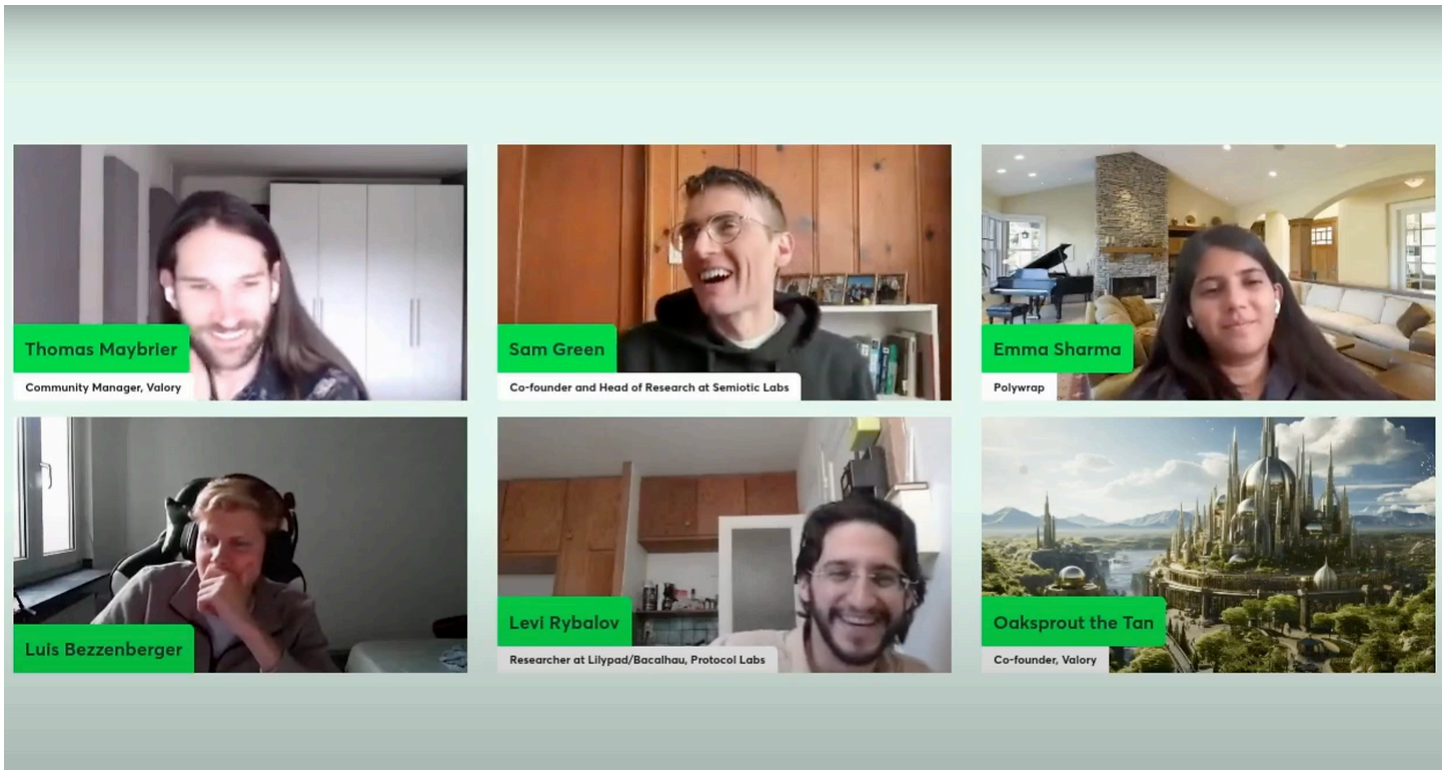 Thomas Maybrier
Community Manager, Valory
Sam Green
Co-founder and Head of Research at Semiotic Labs
Emma Sharma
Polywrap
Luis Bezzenberger
Levi Rybalov
Researcher at Lilypad/Bacalhau, Protocol Labs
Oaksprout the Tan
Co-founder, Valory